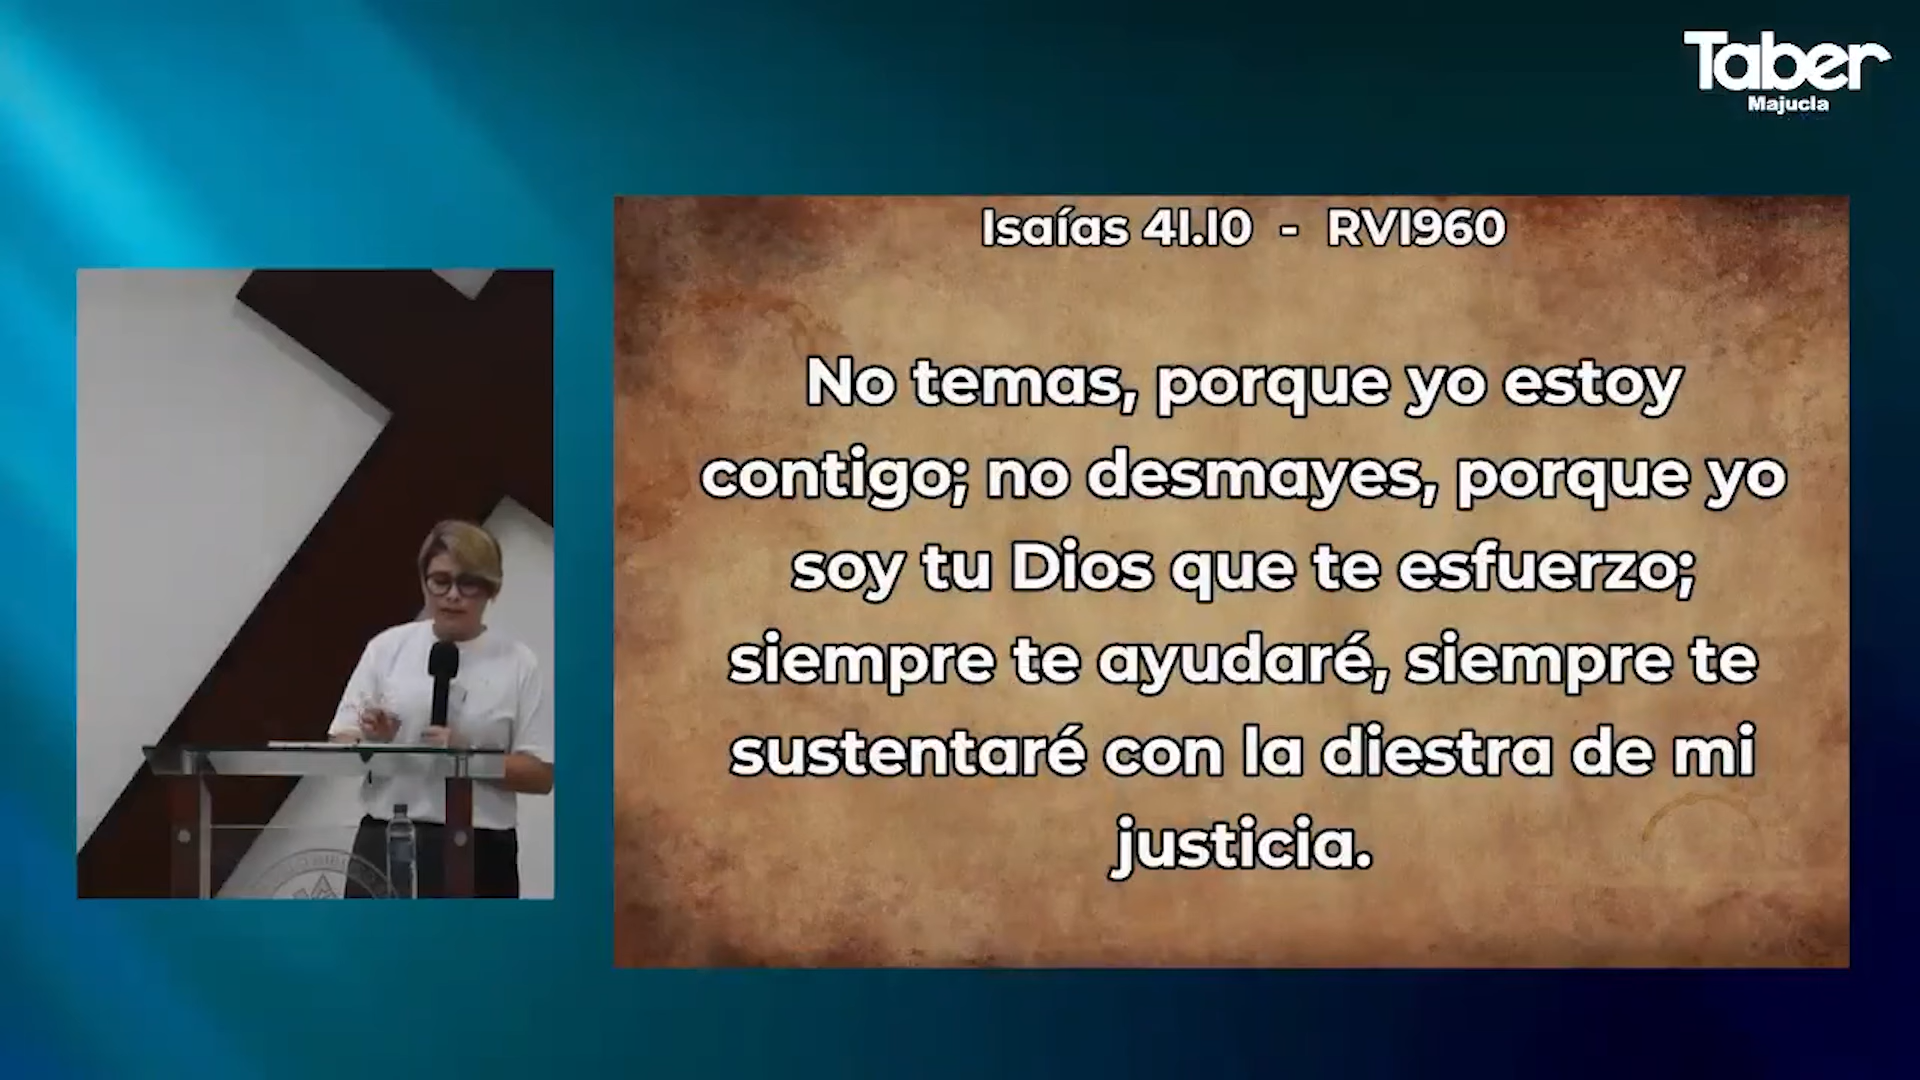 Taber
Majucla
Isaías 41.10 - RV1960
No temas, porque yo estoy
contigo; no desmayes, porque yo
soy tu Dios que te esfuerzo;
siempre te ayudaré, siempre te
sustentaré con la diestra de mi
justicia.